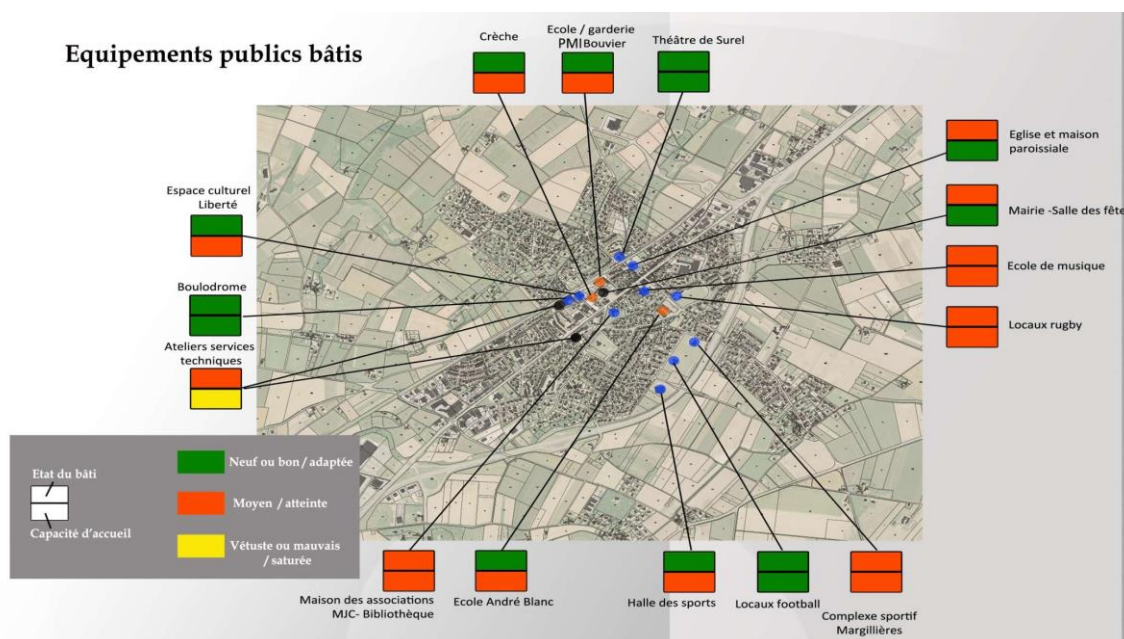 Equipements publics bâtis
Crèche
Ecole / garderie
PMI Bouvier
Théâtre de Surel
Eglise et maison
paroissiale
Mairie -Salle des fête
Ecole de musique
Locaux rugby
Espace culturel
Liberté
Boulodrome
Ateliers services
techniques
Etat du bâti
Capacité d'accueil
Neuf ou bon / adaptée
Moyen / atteinte
Vétuste ou mauvais
/ saturée
Maison des associations
MJC- Bibliothèque
Ecole André Blanc
Halle des sports
Locaux football
Complexe sportif
Margillières